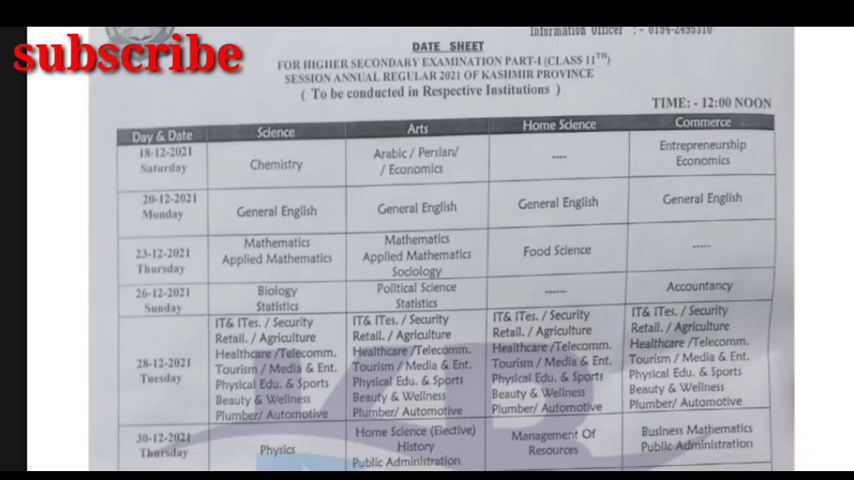 Information Officer : - 0194-2495310
subscribe
DATE SHEET
FOR HIGHER SECONDARY EXAMINATION PART-I (CLASS 11TH)
SESSION ANNUAL REGULAR 2021 OF KASHMIR PROVINCE
( To be conducted in Respective Institutions )
TIME: - 12:00 NOON
Day & Date Science Arts Home Science Commerce
18-12-2021
Saturday
Chemistry
Arabic / Persian/
/ Economics
----
Entrepreneurship
Economics
20-12-2021
Monday
General English
General English
General English
General English
23-12-2021
Thursday
Mathematics
Applied Mathematics
Mathematics
Applied Mathematics
Sociology
Food Science
-----
26-12-2021
Sunday
Biology
Statistics
Political Science
Statistics
------
Accountancy
28-12-2021
Tuesday
IT& ITes. / Security
Retail. / Agriculture
Healthcare /Telecomm.
Tourism / Media & Ent.
Physical Edu. & Sports
Beauty & Wellness
Plumber/ Automotive
IT& ITes. / Security
Retail. / Agriculture
Healthcare /Telecomm.
Tourism / Media & Ent.
Physical Edu. & Sports
Beauty & Wellness
Plumber/ Automotive
IT& ITes. / Security
Retail. / Agriculture
Healthcare /Telecomm.
Tourism / Media & Ent.
Physical Edu. & Sports
Beauty & Wellness
Plumber/ Automotive
IT& ITes. / Security
Retail. / Agriculture
Healthcare /Telecomm.
Tourism / Media & Ent.
Physical Edu. & Sports
Beauty & Wellness
Plumber/ Automotive
30-12-2021
Thursday
Physics
Home Science (Elective)
History
Public Administration
Management Of
Resources
Business Mathematics
Public Administration